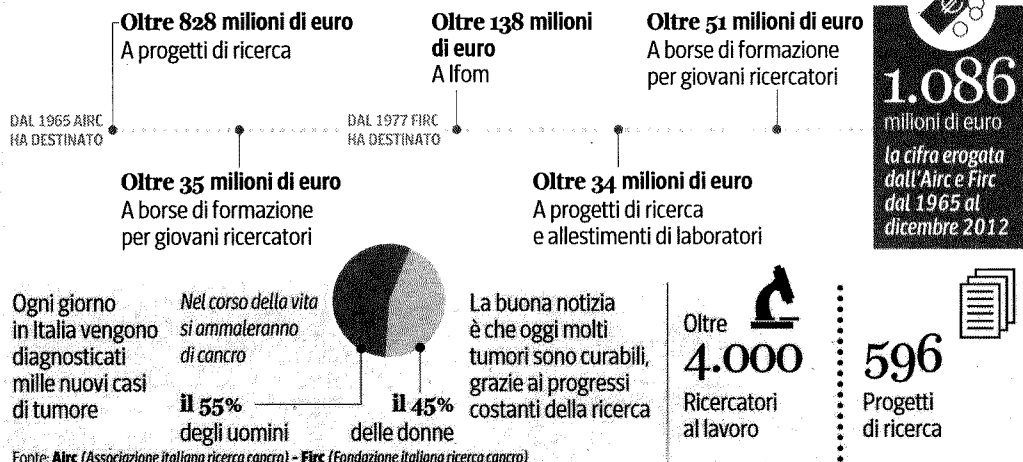 Oltre 828 milioni di euro
A progetti di ricerca
Oltre 138 milioni
di euro
A Ifom
Oltre 51 milioni di euro
A borse di formazione
per giovani ricercatori
DAL 1965 AIRC
HA DESTINATO
DAL 1977 FIRC
HA DESTINATO
Oltre 35 milioni di euro
A borse di formazione
per giovani ricercatori
Oltre 34 milioni di euro
A progetti di ricerca
e allestimenti di laboratori
1.086
milioni di euro
la cifra erogata
dall'Airc e Firc
dal 1965 al
dicembre 2012
Ogni giorno
in Italia vengono
diagnosticati
mille nuovi casi
di tumore
Nel corso della vita
si ammaleranno
di cancro
il 55%
degli uomini
il 45%
delle donne
La buona notizia
è che oggi molti
tumori sono curabili,
grazie ai progressi
costanti della ricerca
Oltre
4.000
Ricercatori
al lavoro
596
Progetti
di ricerca
Fonte: Airc (Associazione italiana ricerca cancro) - Firc (Fondazione italiana ricerca cancro)